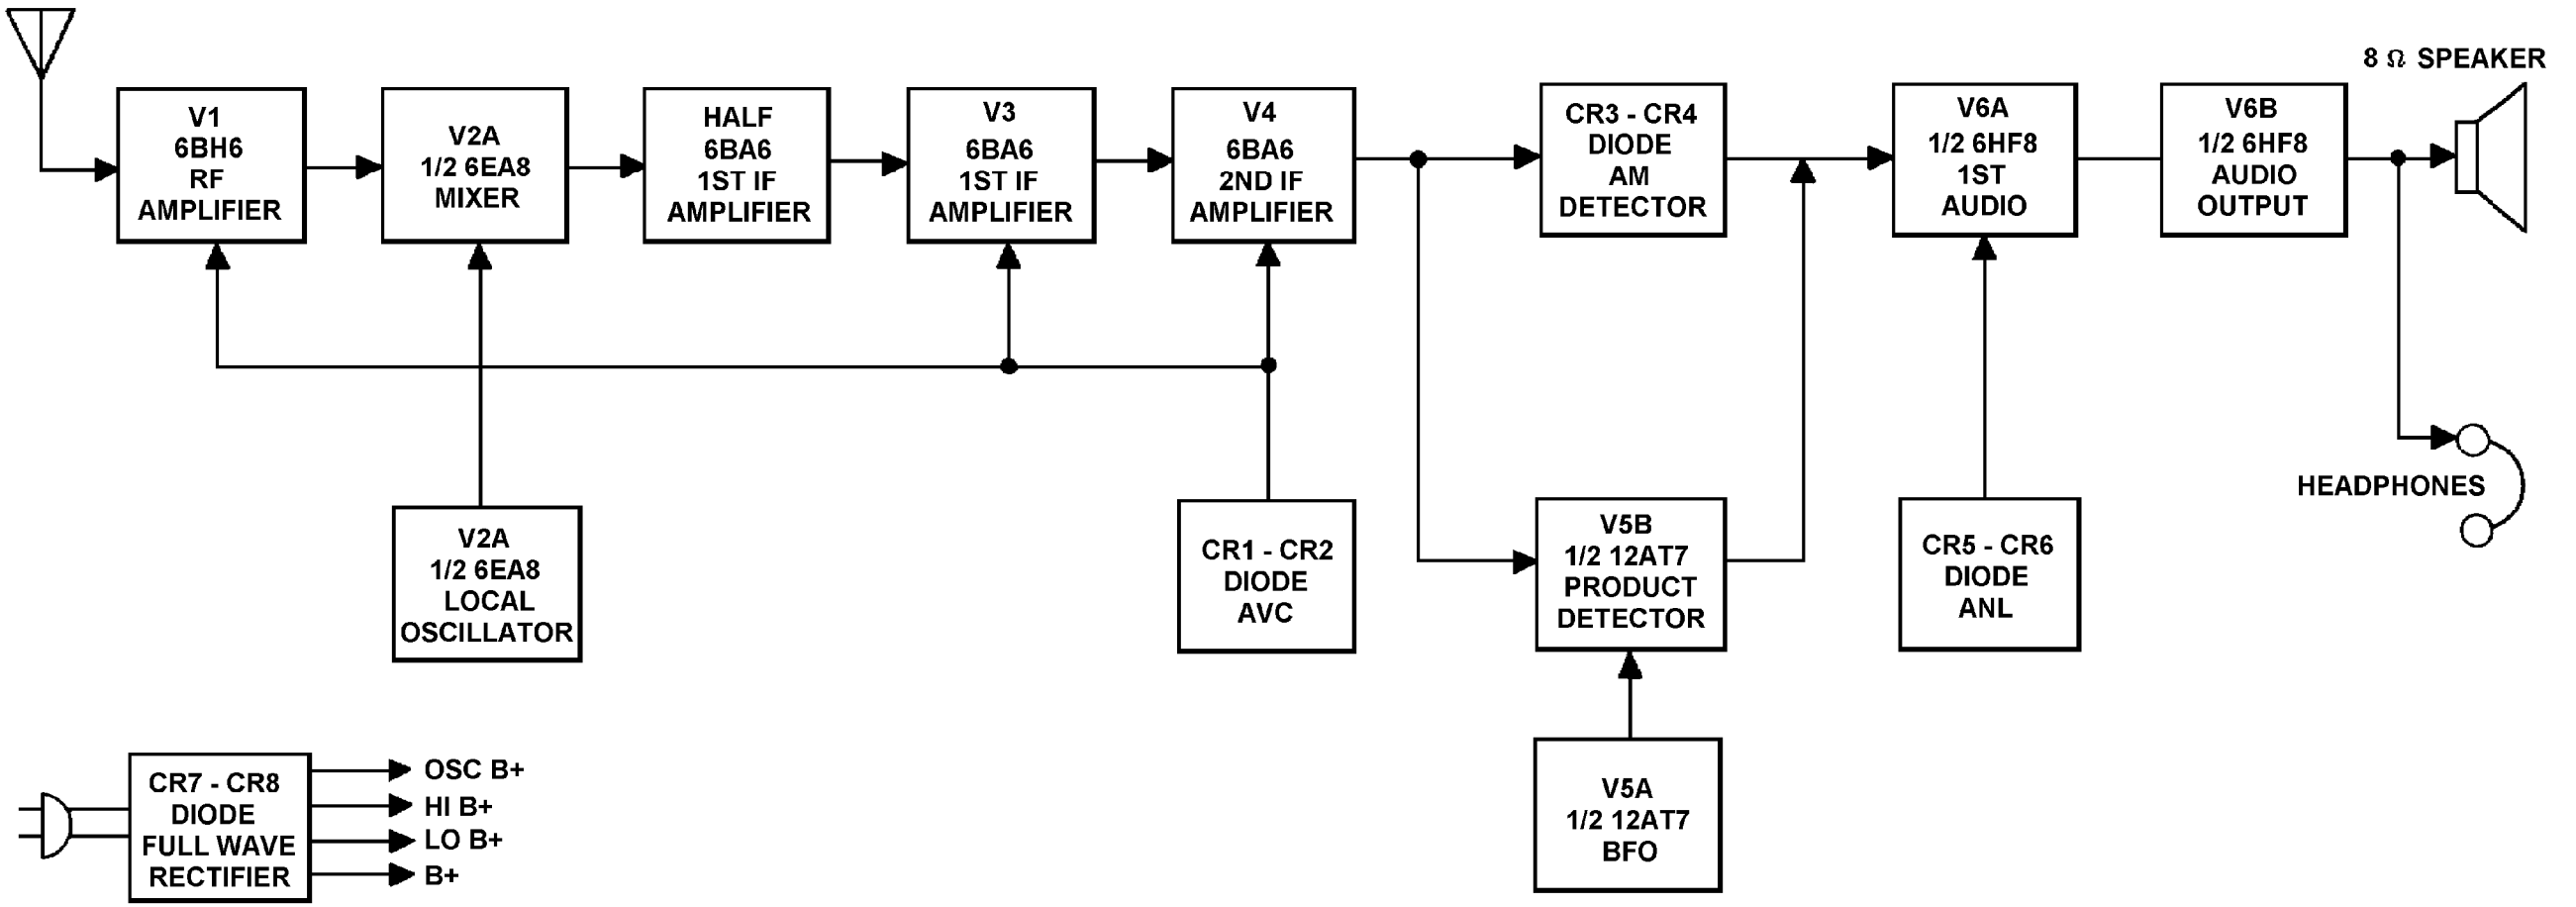 8 Ω SPEAKER
V1
6BH6
RF
AMPLIFIER
V2A
1/2 6EA8
MIXER
HALF
6BA6
1ST IF
AMPLIFIER
V3
6BA6
1ST IF
AMPLIFIER
V4
6BA6
2ND IF
AMPLIFIER
CR3 - CR4
DIODE
AM
DETECTOR
V6A
1/2 6HF8
1ST
AUDIO
V6B
1/2 6HF8
AUDIO
OUTPUT
HEADPHONES
V2A
1/2 6EA8
LOCAL
OSCILLATOR
CR1 - CR2
DIODE
AVC
V5B
1/2 12AT7
PRODUCT
DETECTOR
CR5 - CR6
DIODE
ANL
CR7 - CR8
DIODE
FULL WAVE
RECTIFIER
OSC B+
HI B+
LO B+
B+
V5A
1/2 12AT7
BFO